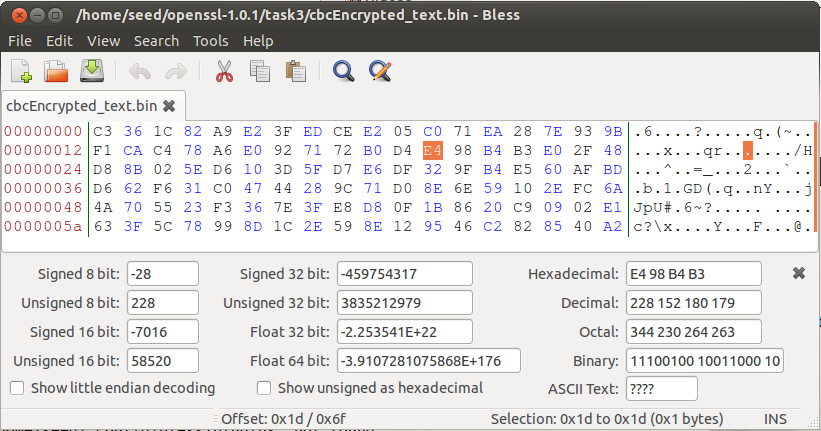 /home/seed/openssl-1.0.1/task3/cbcEncrypted_text.bin - Bless
File Edit View Search Tools Help
cbcEncrypted_text.bin
00000000 C3 36 1C 82 A9 E2 3F ED CE E2 05 C0 71 EA 28 7E 93 9B .6....?.....q.(~..
00000012 F1 CA C4 78 A6 E0 92 71 72 B0 D4 E4 98 B4 B3 E0 2F 48 ...x...qr......./H
00000024 D8 8B 02 5E D6 10 3D 5F D7 E6 DF 32 9F B4 E5 60 AF BD ...^..=_...2...`..
00000036 D6 62 F6 31 C0 47 44 28 9C 71 D0 8E 6E 59 10 2E FC 6A .b.1.GD(.q..nY...j
00000048 4A 70 55 23 F3 36 7E 3F E8 D8 0F 1B 86 20 C9 09 02 E1 JpU#.6~?..... ....
0000005a 63 3F 5C 78 99 8D 1C 2E 59 8E 12 95 46 C2 82 85 40 A2 c?\x....Y...F...@.
Signed 8 bit: -28 Signed 32 bit: -459754317 Hexadecimal: E4 98 B4 B3
Unsigned 8 bit: 228 Unsigned 32 bit: 3835212979 Decimal: 228 152 180 179
Signed 16 bit: -7016 Float 32 bit: -2.253541E+22 Octal: 344 230 264 263
Unsigned 16 bit: 58520 Float 64 bit: -3.9107281075868E+176 Binary: 11100100 10011000 10
Show little endian decoding Show unsigned as hexadecimal ASCII Text: ????
Offset: 0x1d / 0x6f Selection: 0x1d to 0x1d (0x1 bytes) INS